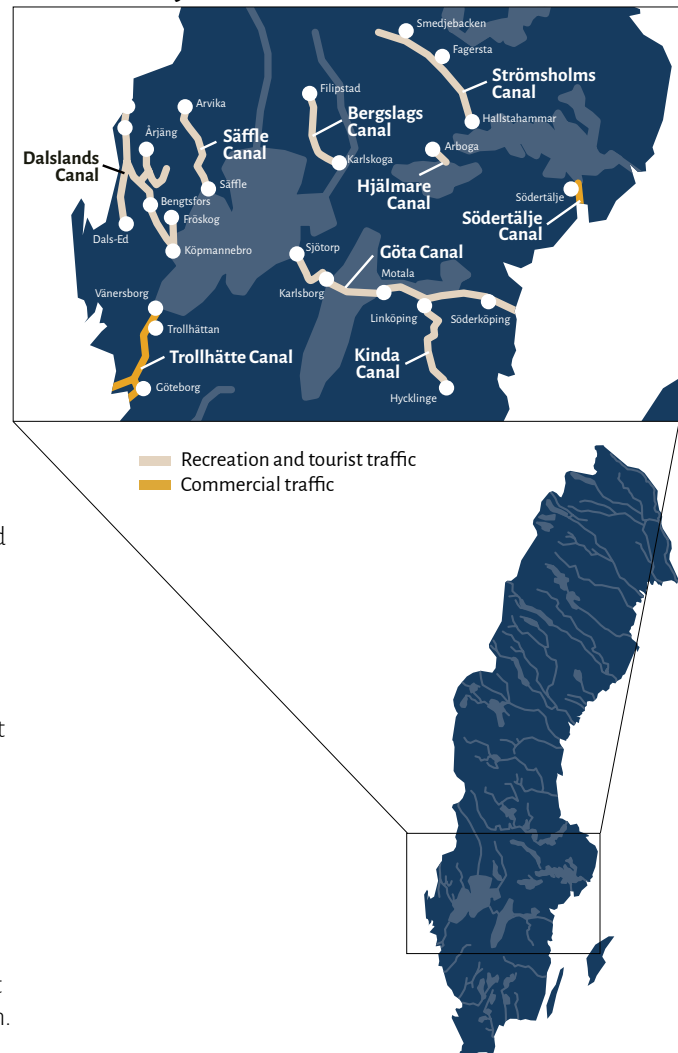 Smedjebacken
Fagersta
Strömsholms
Canal
Filipstad
Arvika
Bergslags
Canal
Hallstahammar
Årjäng
Säffle
Canal
Arboga
Dalslands
Canal
Karlskoga
Säffle
Hjälmare
Canal
Södertälje
Bengtsfors
Fröskog
Södertälje
Canal
Dals-Ed
Köpmannebro
Sjötorp
Göta Canal
Motala
Vänersborg
Karlsborg
Linköping
Söderköping
Trollhättan
Trollhätte Canal
Kinda
Canal
Göteborg
Hycklinge
Recreation and tourist traffic
Commercial traffic